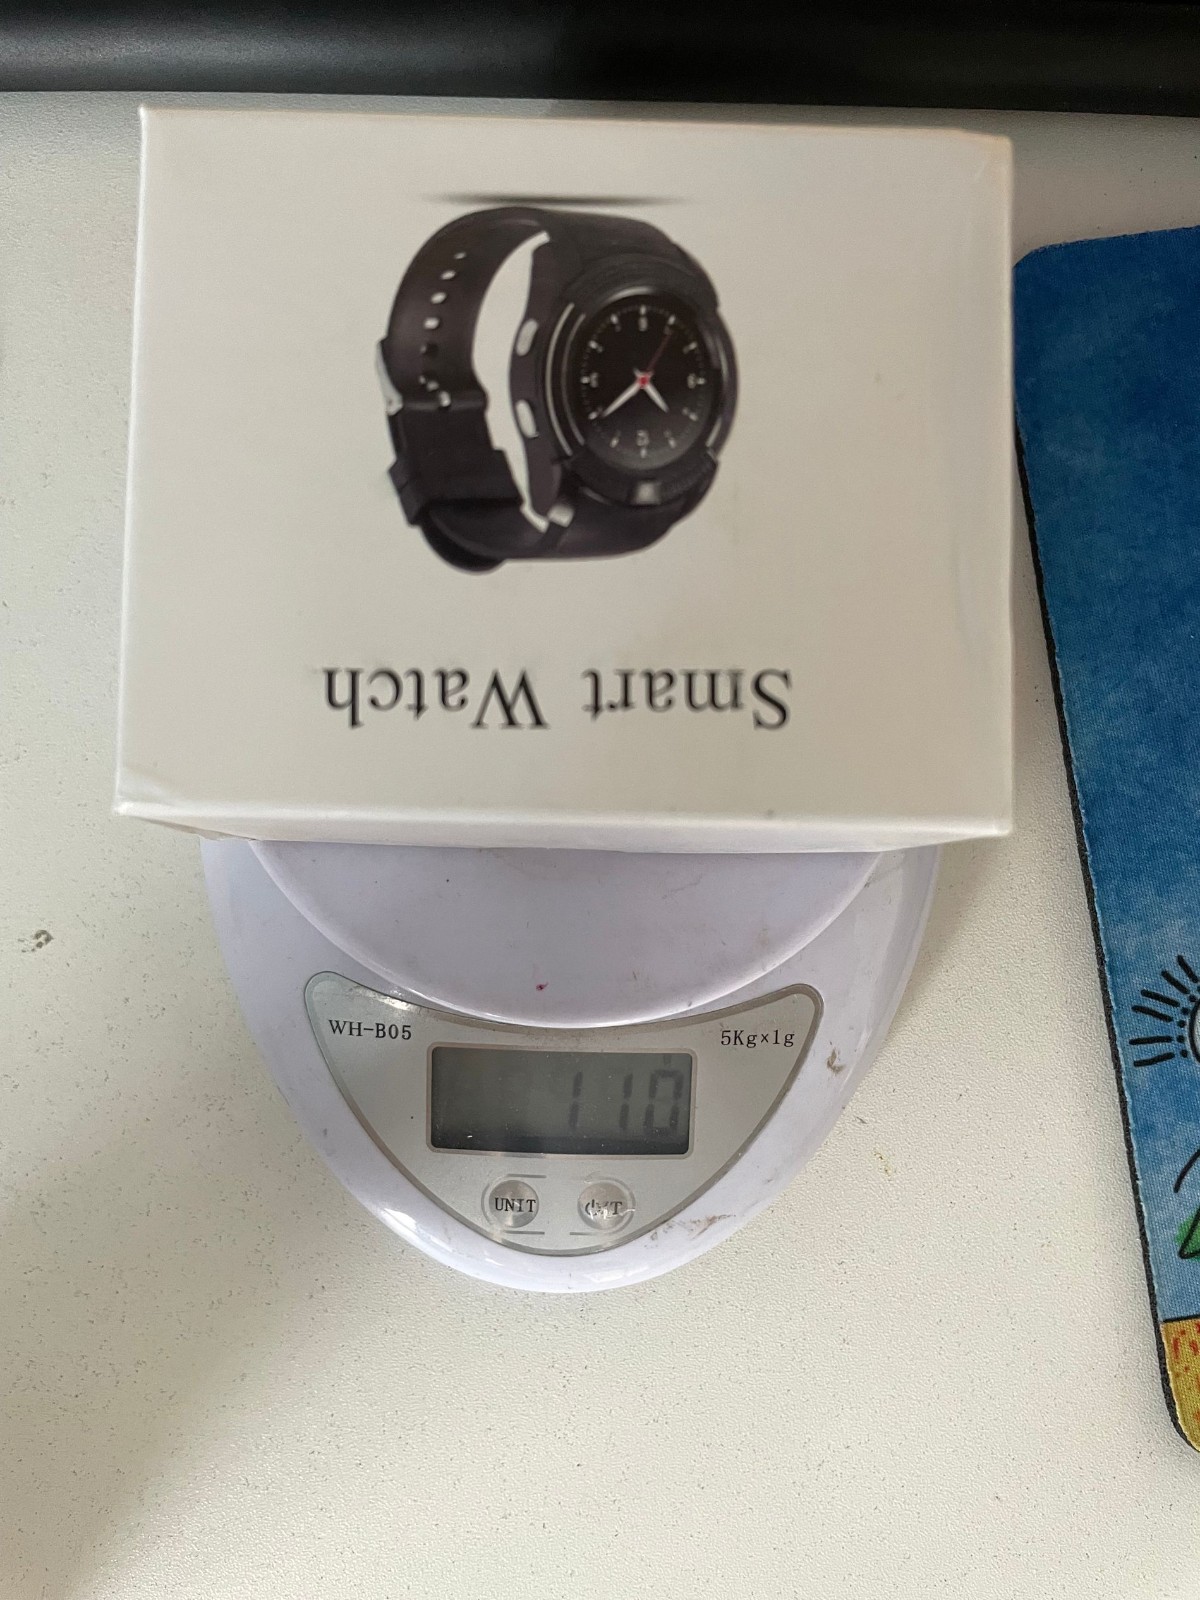 Smart Watch
WH-B05
5Kg×1g
110
UNIT